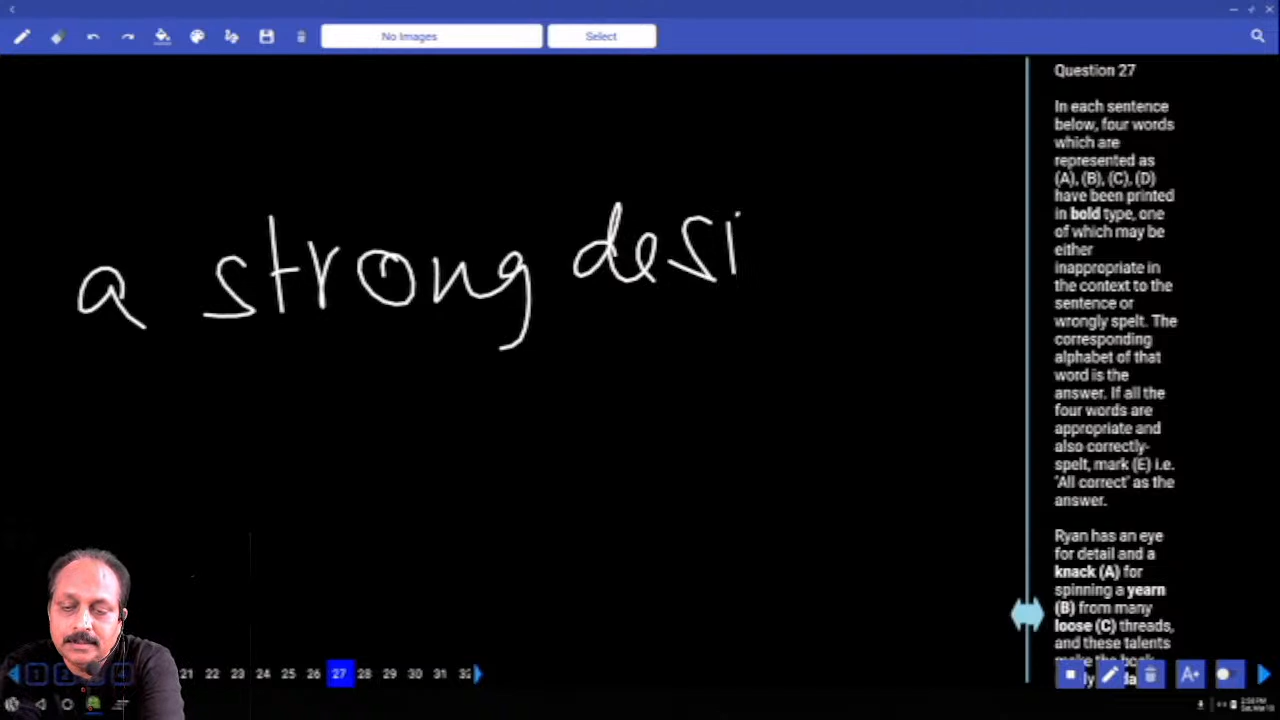 No Images
Select
a strong desi
Question 27
In each sentence
below, four words
which are
represented as
(A), (B), (C), (D)
have been printed
in bold type, one
of which may be
either
inappropriate in
the context to the
sentence or
wrongly spelt. The
corresponding
alphabet of that
word is the
answer. If all the
four words are
appropriate and
also correctly-
spelt, mark (E) i.e.
'All correct' as the
answer.
Ryan has an eye
for detail and a
knack (A) for
spinning a yearn
(B) from many
loose (C) threads,
and these talents
make the book
1 2 21 22 23 24 25 26 27 28 29 30 31 32
A+